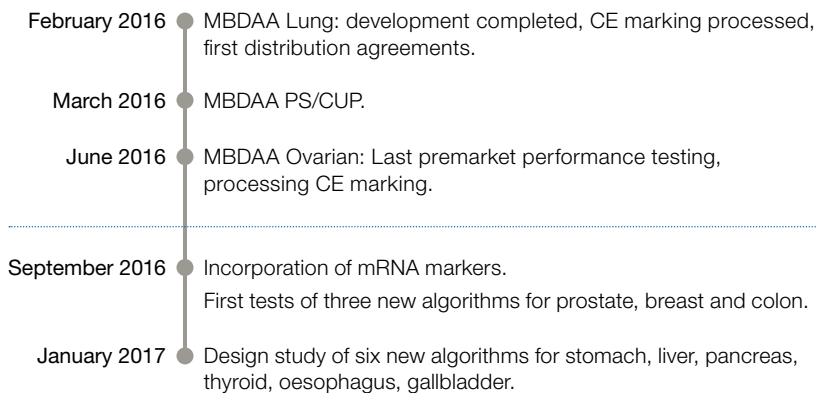 February 2016 MBDAA Lung: development completed, CE marking processed,
first distribution agreements.
March 2016 MBDAA PS/CUP.
June 2016 MBDAA Ovarian: Last premarket performance testing,
processing CE marking.
September 2016 Incorporation of mRNA markers.
First tests of three new algorithms for prostate, breast and colon.
January 2017 Design study of six new algorithms for stomach, liver, pancreas,
thyroid, oesophagus, gallbladder.